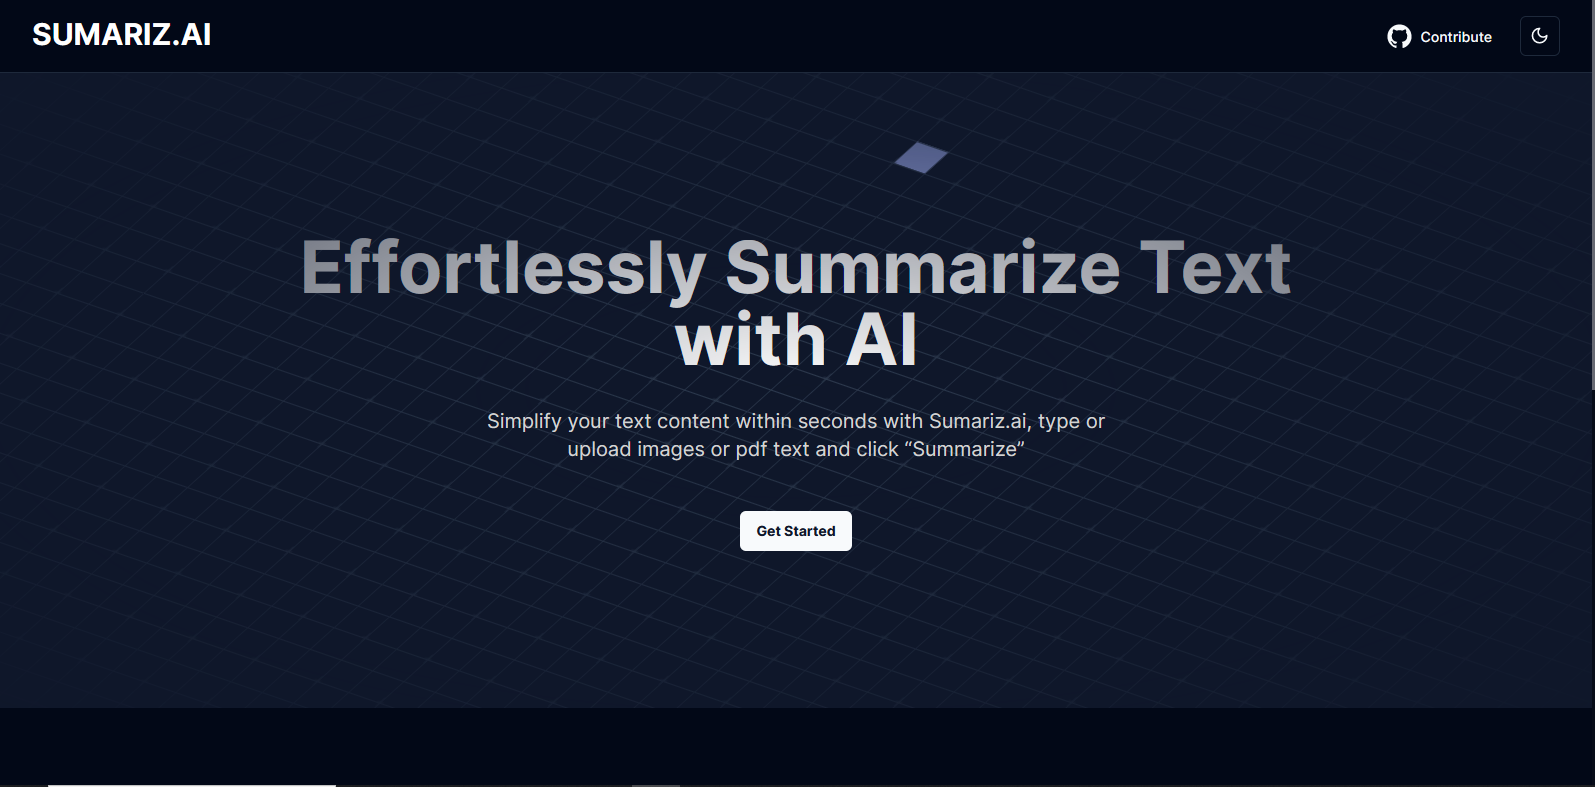 SUMARIZ.AI
Contribute
Effortlessly Summarize Text
with AI
Simplify your text content within seconds with Sumariz.ai, type or
upload images or pdf text and click “Summarize”
Get Started